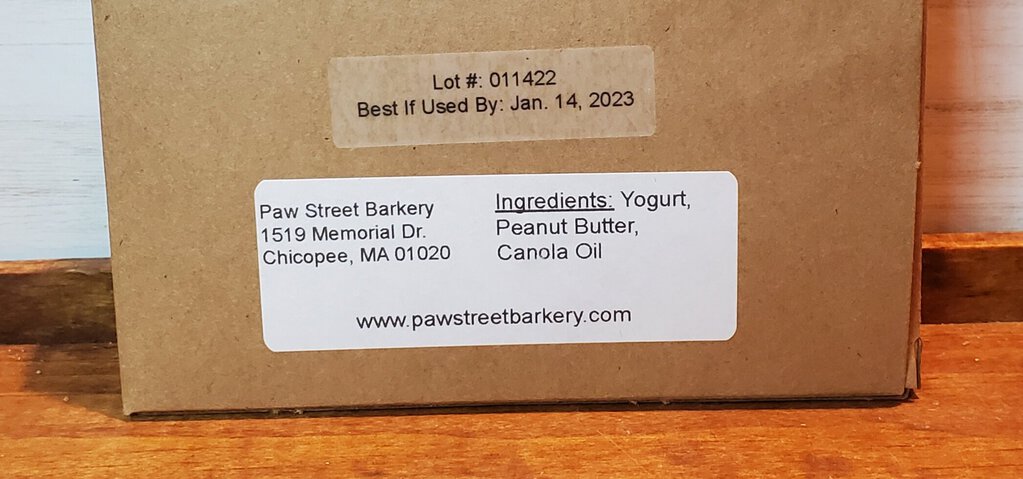 Lot #: 011422
Best If Used By: Jan. 14, 2023
Paw Street Barkery
1519 Memorial Dr.
Chicopee, MA 01020
Ingredients: Yogurt,
Peanut Butter,
Canola Oil
www.pawstreetbarkery.com